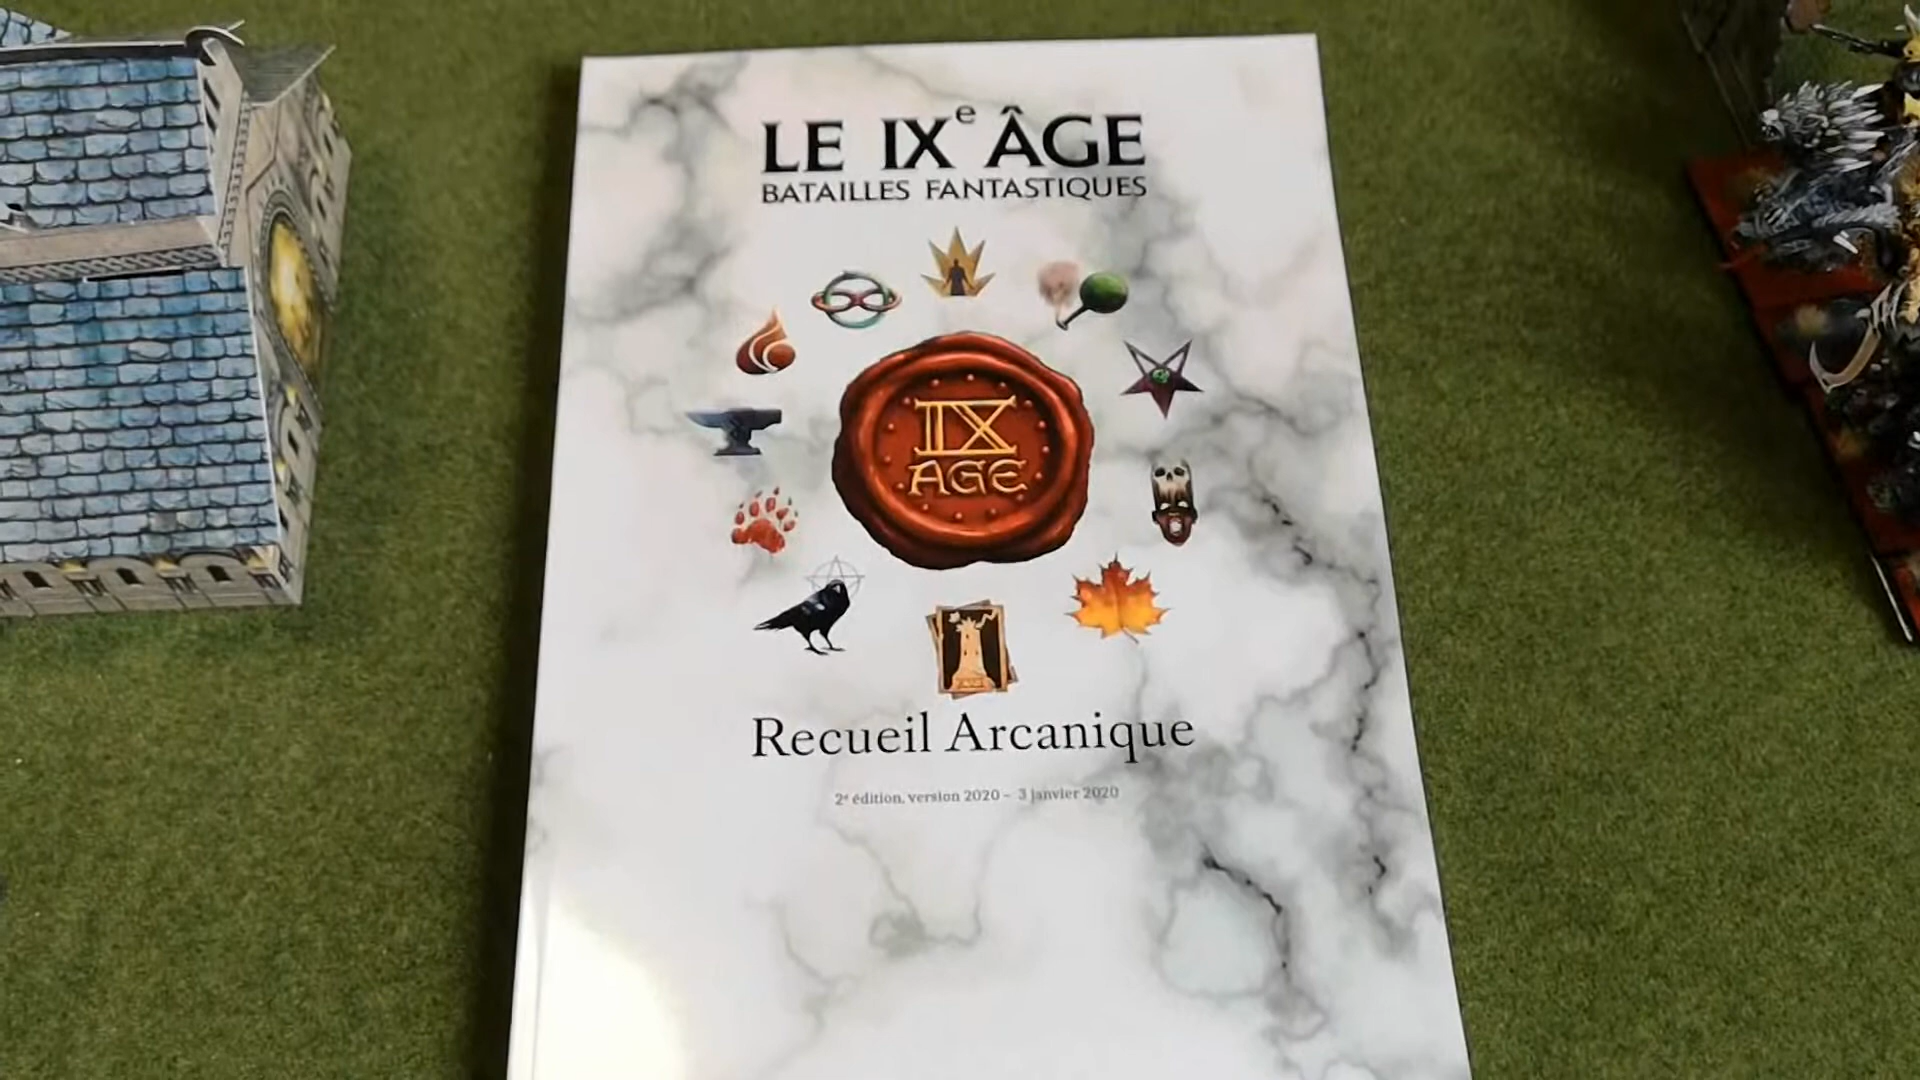 LE IXe ÂGE
BATAILLES FANTASTIQUES
IX
AGE
Recueil Arcanique
2e édition, version 2020 – 3 janvier 2020